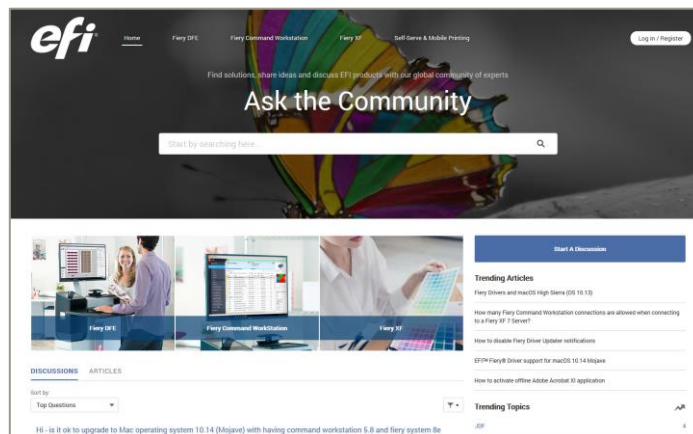 efi
Home Fiery DFE Fiery Command Workstation Fiery XF Self-Serve & Mobile Printing Log in / Register
Find solutions, share ideas and discuss EFI products with our global community of experts
Ask the Community
Start by searching here...
Fiery DFE Fiery Command WorkStation Fiery XF
Start A Discussion
Trending Articles
Fiery Drivers and macOS High Sierra (OS 10.13)
How many Fiery Command Workstation connections are allowed when connecting
to a Fiery XF 7 Server?
How to disable Fiery Driver Updater notifications
EFI™ Fiery® Driver support for macOS 10.14 Mojave
How to activate offline Adobe Acrobat XI application
DISCUSSIONS ARTICLES
Sort by:
Top Questions
Hi - is it ok to upgrade to Mac operating system 10.14 (Mojave) with having command workstation 5.8 and fiery system 8e
Trending Topics
JDF 4